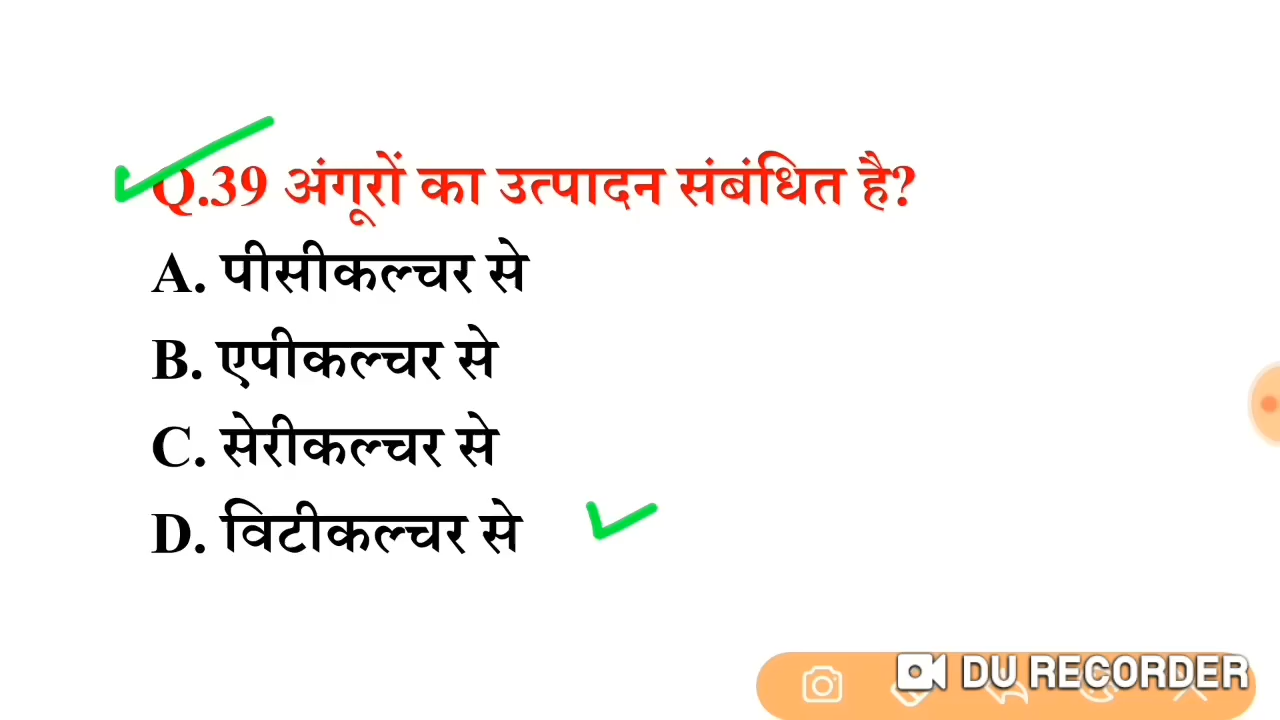 Q.39 अंगूरों का उत्पादन संबंधित है?
A. पीसीकल्चर से
B. एपीकल्चर से
C. सेरीकल्चर से
D. विटीकल्चर से
DU RECORDER